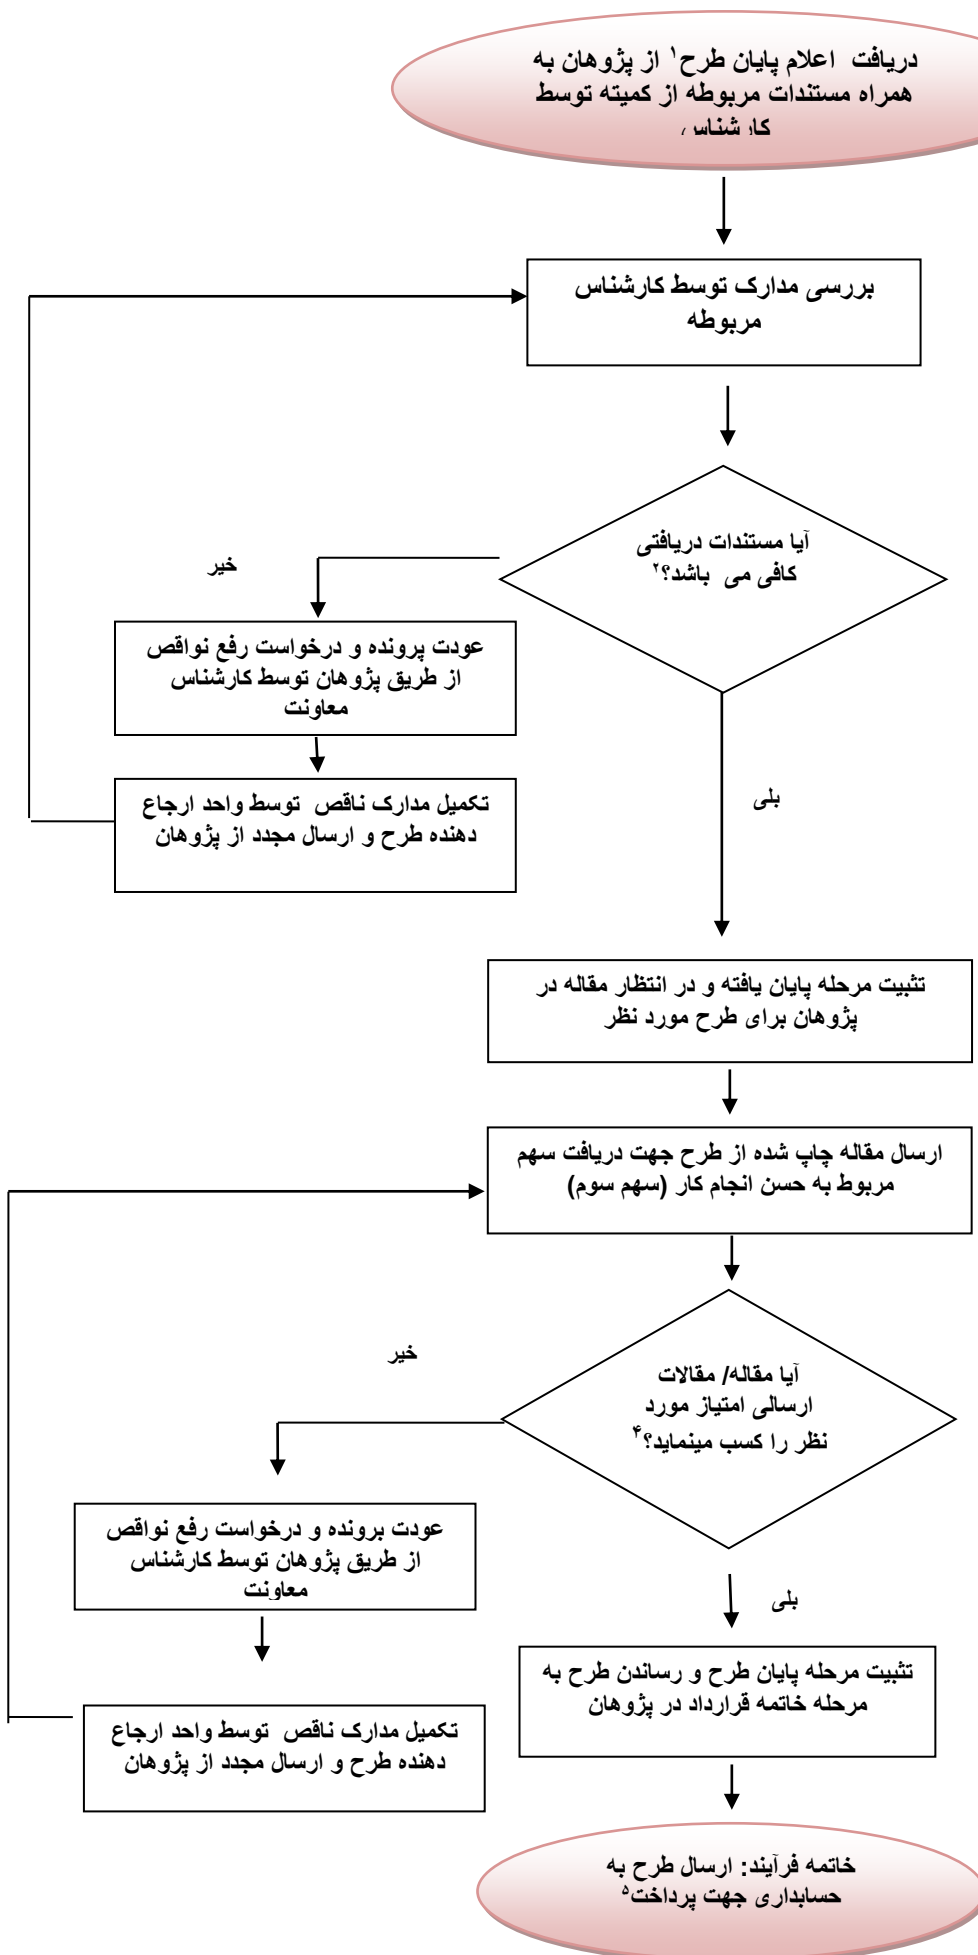 دریافت اعلام پایان طرح۱ از پژوهان به
همراه مستندات مربوطه از کمیته توسط
کارشناس
بررسی مدارک توسط کارشناس
مربوطه
آیا مستندات دریافتی
کافی می باشد؟۲
خیر
عودت پرونده و درخواست رفع نواقص
از طریق پژوهان توسط کارشناس
معاونت
تکمیل مدارک ناقص توسط واحد ارجاع
دهنده طرح و ارسال مجدد از پژوهان
بلی
تثبیت مرحله پایان یافته و در انتظار مقاله در
پژوهان برای طرح مورد نظر
ارسال مقاله چاپ شده از طرح جهت دریافت سهم
مربوط به حسن انجام کار (سهم سوم)
آیا مقاله/ مقالات
ارسالی امتیاز مورد
نظر را کسب مینماید؟۴
خیر
عودت پرونده و درخواست رفع نواقص
از طریق پژوهان توسط کارشناس
معاونت
تکمیل مدارک ناقص توسط واحد ارجاع
دهنده طرح و ارسال مجدد از پژوهان
بلی
تثبیت مرحله پایان طرح و رساندن طرح به
مرحله خاتمه قرارداد در پژوهان
خاتمه فرآیند: ارسال طرح به
حسابداری جهت پرداخت۵